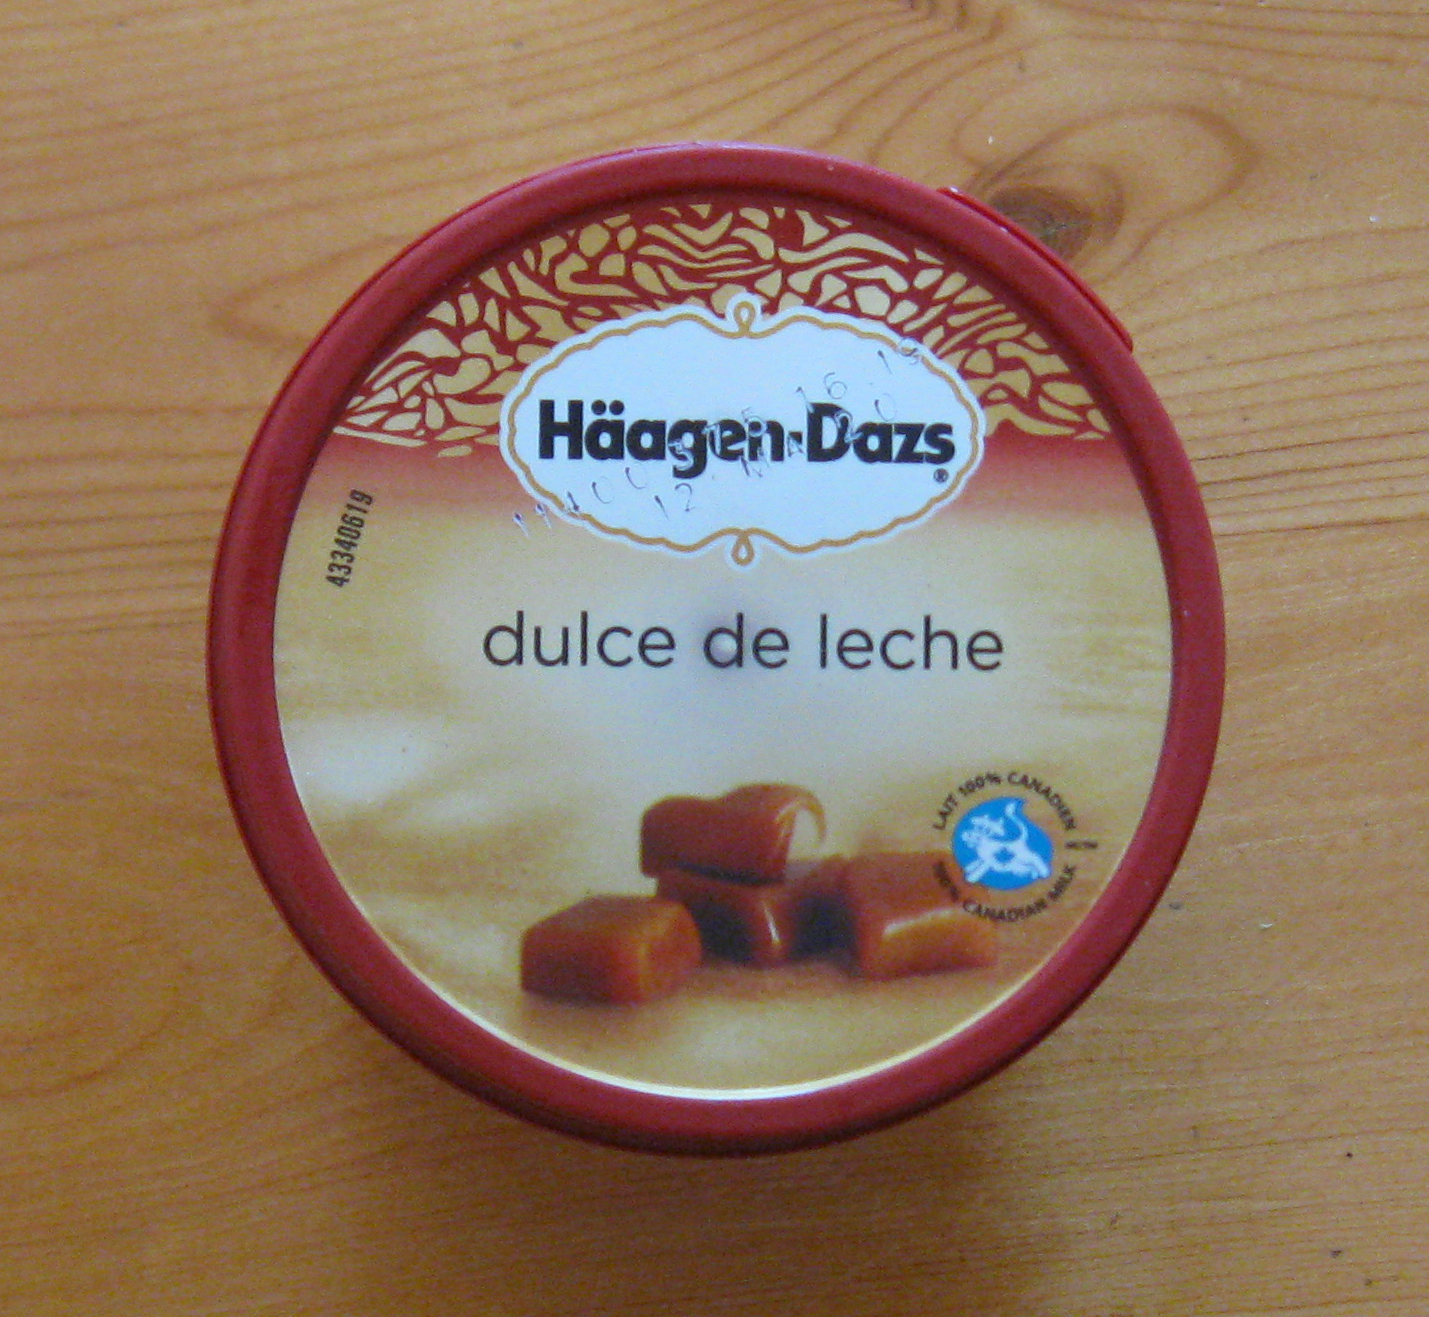 Häagen-Dazs®
43340619
dulce de leche
LAIT 100% CANADIEN
100% CANADIAN MILK